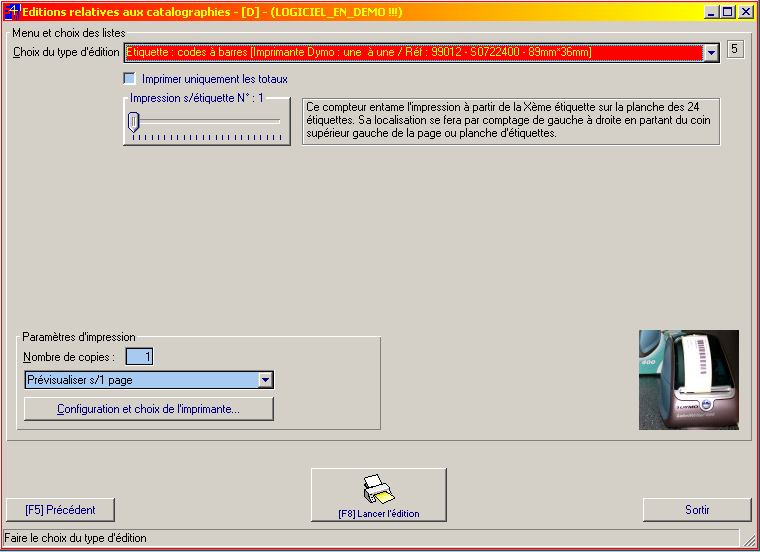 Editions relatives aux catalographies - [D] - (LOGICIEL_EN_DEMO !!!)
Menu et choix des listes
Choix du type d'édition
Etiquette : codes à barres [Imprimante Dymo : une à une / Réf : 99012 - S0722400 - 89mm*36mm]
5
Imprimer uniquement les totaux
Impression s/étiquette N° : 1
Ce compteur entame l'impression à partir de la Xème étiquette sur la planche des 24
étiquettes. Sa localisation se fera par comptage de gauche à droite en partant du coin
supérieur gauche de la page ou planche d'étiquettes.
Paramètres d'impression
Nombre de copies :
1
Prévisualiser s/1 page
Configuration et choix de l'imprimante...
400
[F5] Précédent
[F8] Lancer l'édition
Sortir
Faire le choix du type d'édition